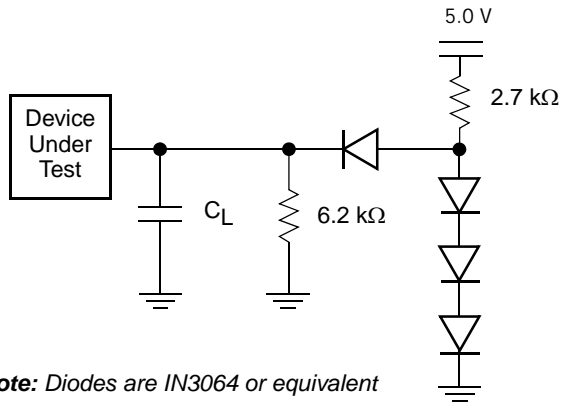 5.0 V
2.7 kΩ
Device
Under
Test
CL
6.2 kΩ
ote: Diodes are IN3064 or equivalent